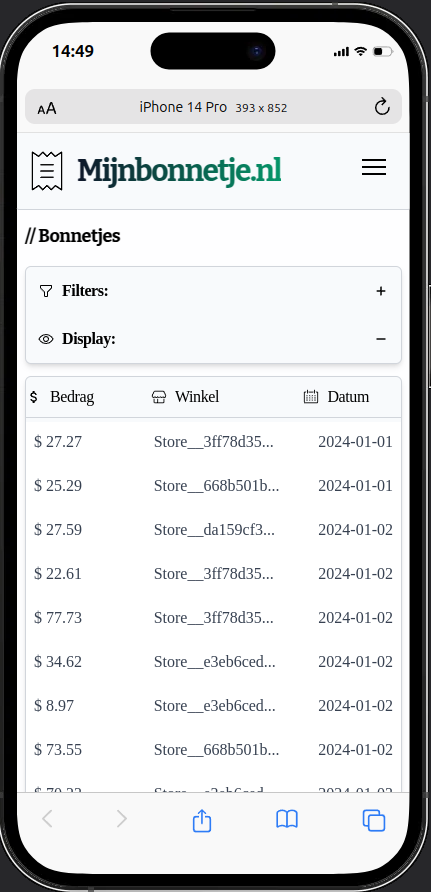 14:49
AA iPhone 14 Pro 393 x 852
Mijnbonnetje.nl
// Bonnetjes
Filters: +
Display: −
$ Bedrag Winkel Datum
$ 27.27 Store__3ff78d35... 2024-01-01
$ 25.29 Store__668b501b... 2024-01-01
$ 27.59 Store__da159cf3... 2024-01-02
$ 22.61 Store__3ff78d35... 2024-01-02
$ 77.73 Store__3ff78d35... 2024-01-02
$ 34.62 Store__e3eb6ced... 2024-01-02
$ 8.97 Store__e3eb6ced... 2024-01-02
$ 73.55 Store__668b501b... 2024-01-02